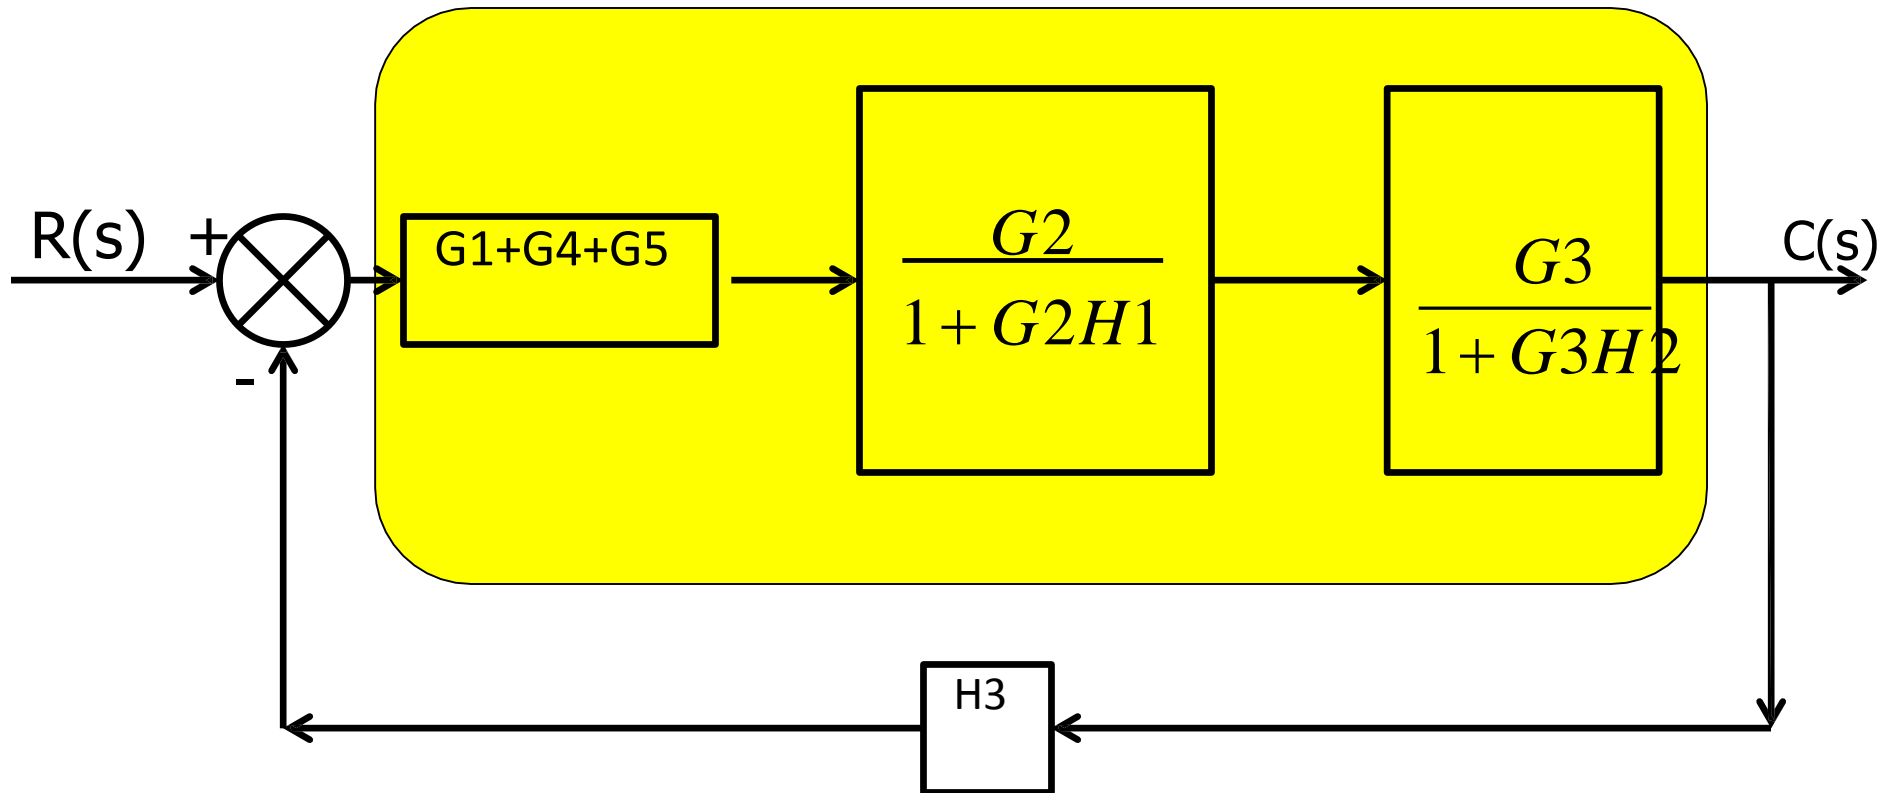 R(s)
+
G1+G4+G5
G2
1 + G2H1
G3
1 + G3H2
C(s)
-
H3